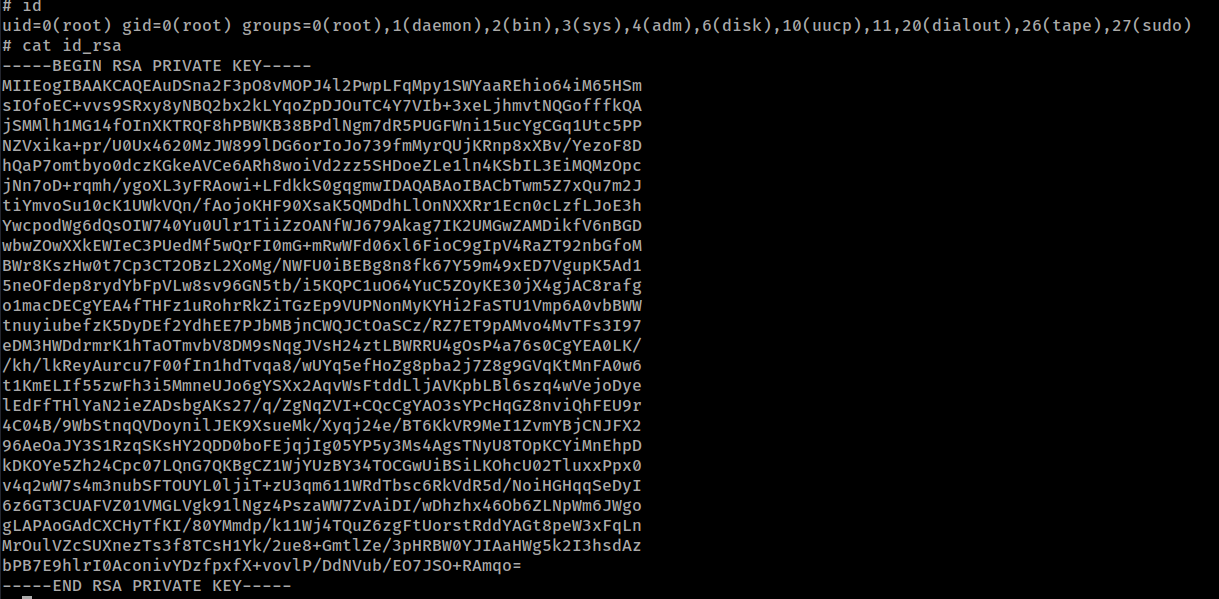 # id
uid=0(root) gid=0(root) groups=0(root),1(daemon),2(bin),3(sys),4(adm),6(disk),10(uucp),11,20(dialout),26(tape),27(sudo)
# cat id_rsa
-----BEGIN RSA PRIVATE KEY-----
MIIEogIBAAKCAQEAuDSna2F3pO8vMOPJ4l2PwpLFqMpy1SWYaaREhio64iM65HSm
sIOfoEC+vvs9SRxy8yNBQ2bx2kLYqoZpDJOuTC4Y7VIb+3xeLjhmvtNQGofffkQA
jSMMlh1MG14fOInXKTRQF8hPBWKB38BPdlNgm7dR5PUGFWni15ucYgCGq1Utc5PP
NZVxika+pr/U0Ux4620MzJW899lDG6orIoJo739fmMyrQUjKRnp8xXBv/YezoF8D
hQaP7omtbyo0dczKGkeAVCe6ARh8woiVd2zz5SHDoeZLe1ln4KSbIL3EiMQMzOpc
jNn7oD+rqmh/ygoXL3yFRAowi+LFdkkS0gqgmwIDAQABAoIBACbTwm5Z7xQu7m2J
tiYmvoSu10cK1UWkVQn/fAojoKHF90XsaK5QMDdhLlOnNXXRr1Ecn0cLzfLJoE3h
YwcpodWg6dQsOIW740Yu0Ulr1TiiZzOANfWJ679Akag7IK2UMGwZAMDikfV6nBGD
wbwZOwXXkEWIeC3PUedMf5wQrFI0mG+mRwWFd06xl6FioC9gIpV4RaZT92nbGfoM
BWr8KszHw0t7Cp3CT2OBzL2XoMg/NWFU0iBEBg8n8fk67Y59m49xED7VgupK5Ad1
5neOFdep8rydYbFpVLw8sv96GN5tb/i5KQPC1uO64YuC5ZOyKE30jX4gjAC8rafg
o1macDECgYEA4fTHFz1uRohrRkZiTGzEp9VUPNonMyKYHi2FaSTU1Vmp6A0vbBWW
tnuyiubefzK5DyDEf2YdhEE7PJbMBjnCWQJCtOaSCz/RZ7ET9pAMvo4MvTFs3I97
eDM3HWDdrmrK1hTaOTmvbV8DM9sNqgJVsH24ztLBWRRU4gOsP4a76s0CgYEA0LK/
/kh/lkReyAurcu7F00fIn1hdTvqa8/wUYq5efHoZg8pba2j7Z8g9GVqKtMnFA0w6
t1KmELIf55zwFh3i5MmneUJo6gYSXx2AqvWsFtddLljAVKpbLBl6szq4wVejoDye
lEdFfTHlYaN2ieZADsbgAKs27/q/ZgNqZVI+CQcCgYAO3sYPcHqGZ8nviQhFEU9r
4C04B/9WbStnqQVDoynilJEK9XsueMk/Xyqj24e/BT6KkVR9MeI1ZvmYBjCNJFX2
96AeOaJY3S1RzqSKsHY2QDD0boFEjqjIg05YP5y3Ms4AgsTNyU8TOpKCYiMnEhpD
kDKOYe5Zh24Cpc07LQnG7QKBgCZ1WjYUzBY34TOCGwUiBSiLKOhcU02TluxxPpx0
v4q2wW7s4m3nubSFTOUYL0ljiT+zU3qm611WRdTbsc6RkVdR5d/NoiHGHqqSeDyI
6z6GT3CUAFVZ01VMGLVgk91lNgz4PszaWW7ZvAiDI/wDhzhx46Ob6ZLNpWm6JWgo
gLAPAoGAdCXCHyTfKI/80YMmdp/k11Wj4TQuZ6zgFtUorstRddYAGt8peW3xFqLn
MrOulVZcSUXnezTs3f8TCsH1Yk/2ue8+GmtlZe/3pHRBW0YJIAaHWg5k2I3hsdAz
bPB7E9hlrI0AconivYDzfpxfX+vovlP/DdNVub/EO7JSO+RAmqo=
-----END RSA PRIVATE KEY-----